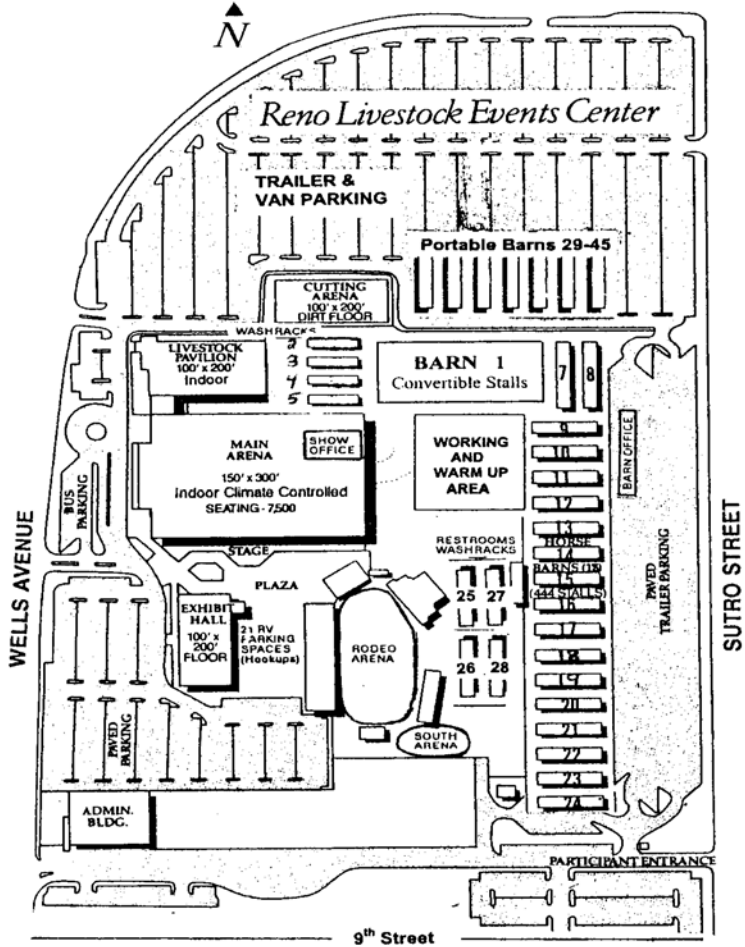 N
Reno Livestock Events Center
TRAILER &
VAN PARKING
Portable Barns 29-45
CUTTING
ARENA
100' x 200'
DIRT FLOOR
WASHRACKS
LIVESTOCK
PAVILION
100' x 200'
Indoor
2
3
4
5
BARN 1
Convertible Stalls
7
8
MAIN
ARENA
SHOW
OFFICE
150' x 300'
Indoor Climate Controlled
SEATING - 7,500
STAGE
WORKING
AND
WARM UP
AREA
9
10
11
12
13
HORSE
14
BARNS (18)
15
(444 STALLS)
16
17
18
19
20
21
22
23
24
BARN OFFICE
PAVED
TRAILER PARKING
BUS
PARKING
WELLS AVENUE
SUTRO STREET
RESTROOMS
WASHRACKS
25
27
26
28
PLAZA
EXHIBIT
HALL
100' x
200'
FLOOR
21 RV
PARKING
SPACES
(Hookups)
RODEO
ARENA
SOUTH
ARENA
PAVED
PARKING
ADMIN.
BLDG.
PARTICIPANT ENTRANCE
9th Street